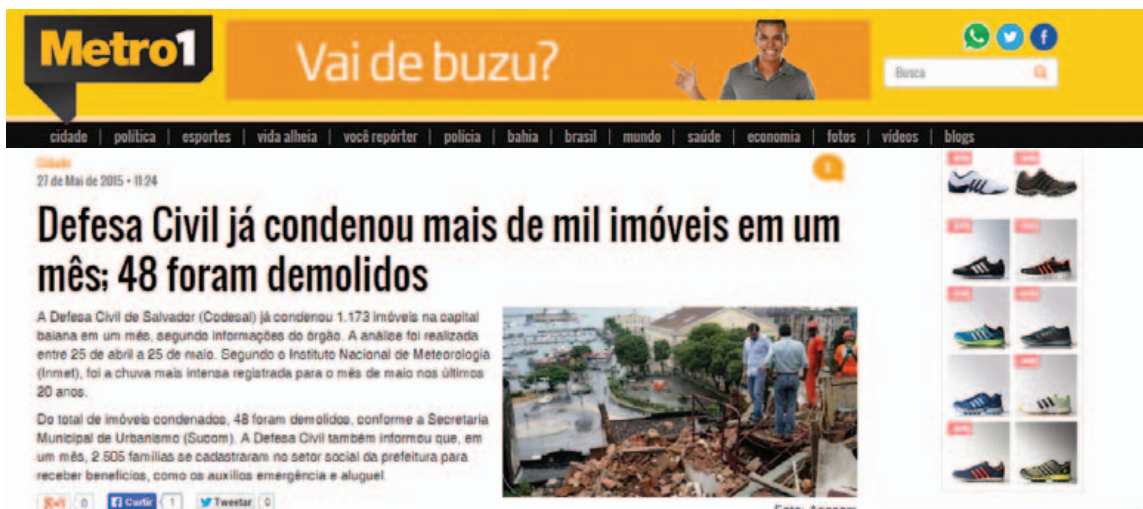 Metro1
Vai de buzu?
Busca
cidade | política | esportes | vida alheia | você repórter | polícia | bahia | brasil | mundo | saúde | economia | fotos | vídeos | blogs
Cidade
27 de Mai de 2015 • 11:24
Defesa Civil já condenou mais de mil imóveis em um
mês; 48 foram demolidos
A Defesa Civil de Salvador (Codesal) já condenou 1.173 imóveis na capital
baiana em um mês, segundo informações do órgão. A análise foi realizada
entre 25 de abril a 25 de maio. Segundo o Instituto Nacional de Meteorologia
(Inmet), foi a chuva mais intensa registrada para o mês de maio nos últimos
20 anos.
Do total de imóveis condenados, 48 foram demolidos, conforme a Secretaria
Municipal de Urbanismo (Sucom). A Defesa Civil também informou que, em
um mês, 2.505 famílias se cadastraram no setor social da prefeitura para
receber benefícios, como os auxílios emergência e aluguel.
0 Curtir 1 Tweetar 0